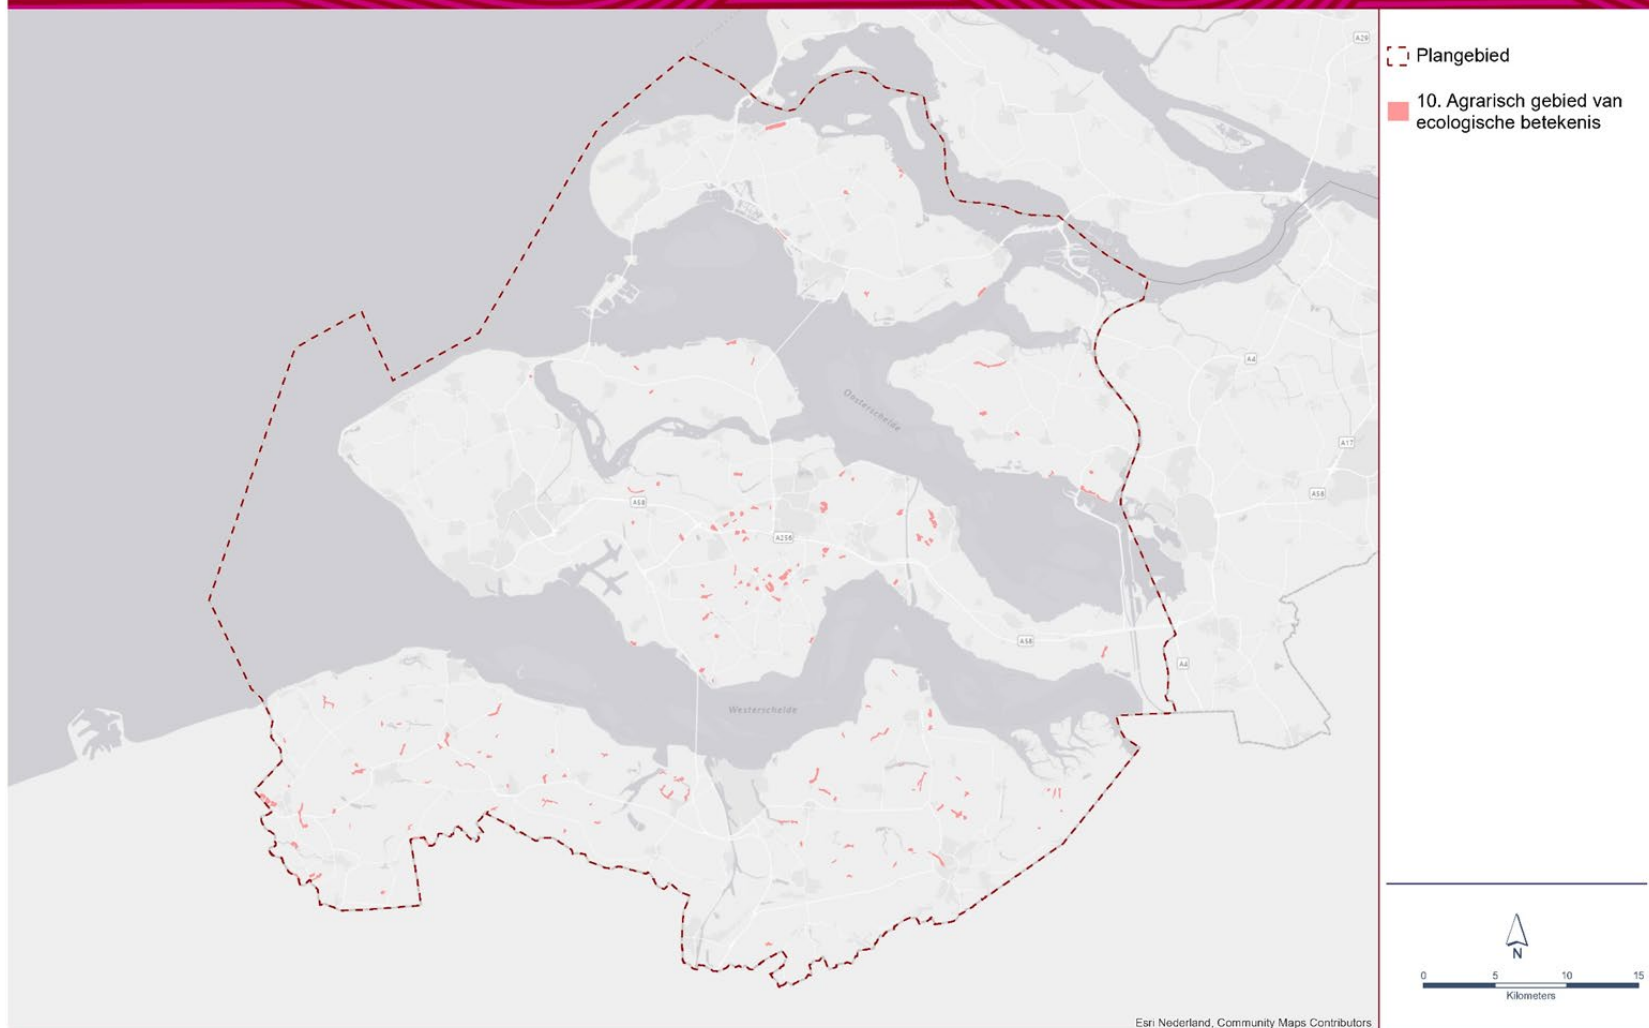 A29
Plangebied
10. Agrarisch gebied van
ecologische betekenis
A4
Oosterschelde
A17
A58
A58
A256
A58
A4
Westerschelde
N
0 5 10 15
Kilometers
Esri Nederland, Community Maps Contributors